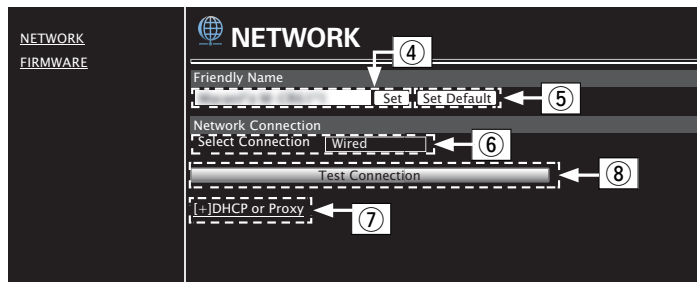 NETWORK
FIRMWARE
NETWORK
④
Friendly Name
Set Set Default
⑤
Network Connection
Select Connection Wired
⑥
Test Connection
⑧
[+]DHCP or Proxy
⑦